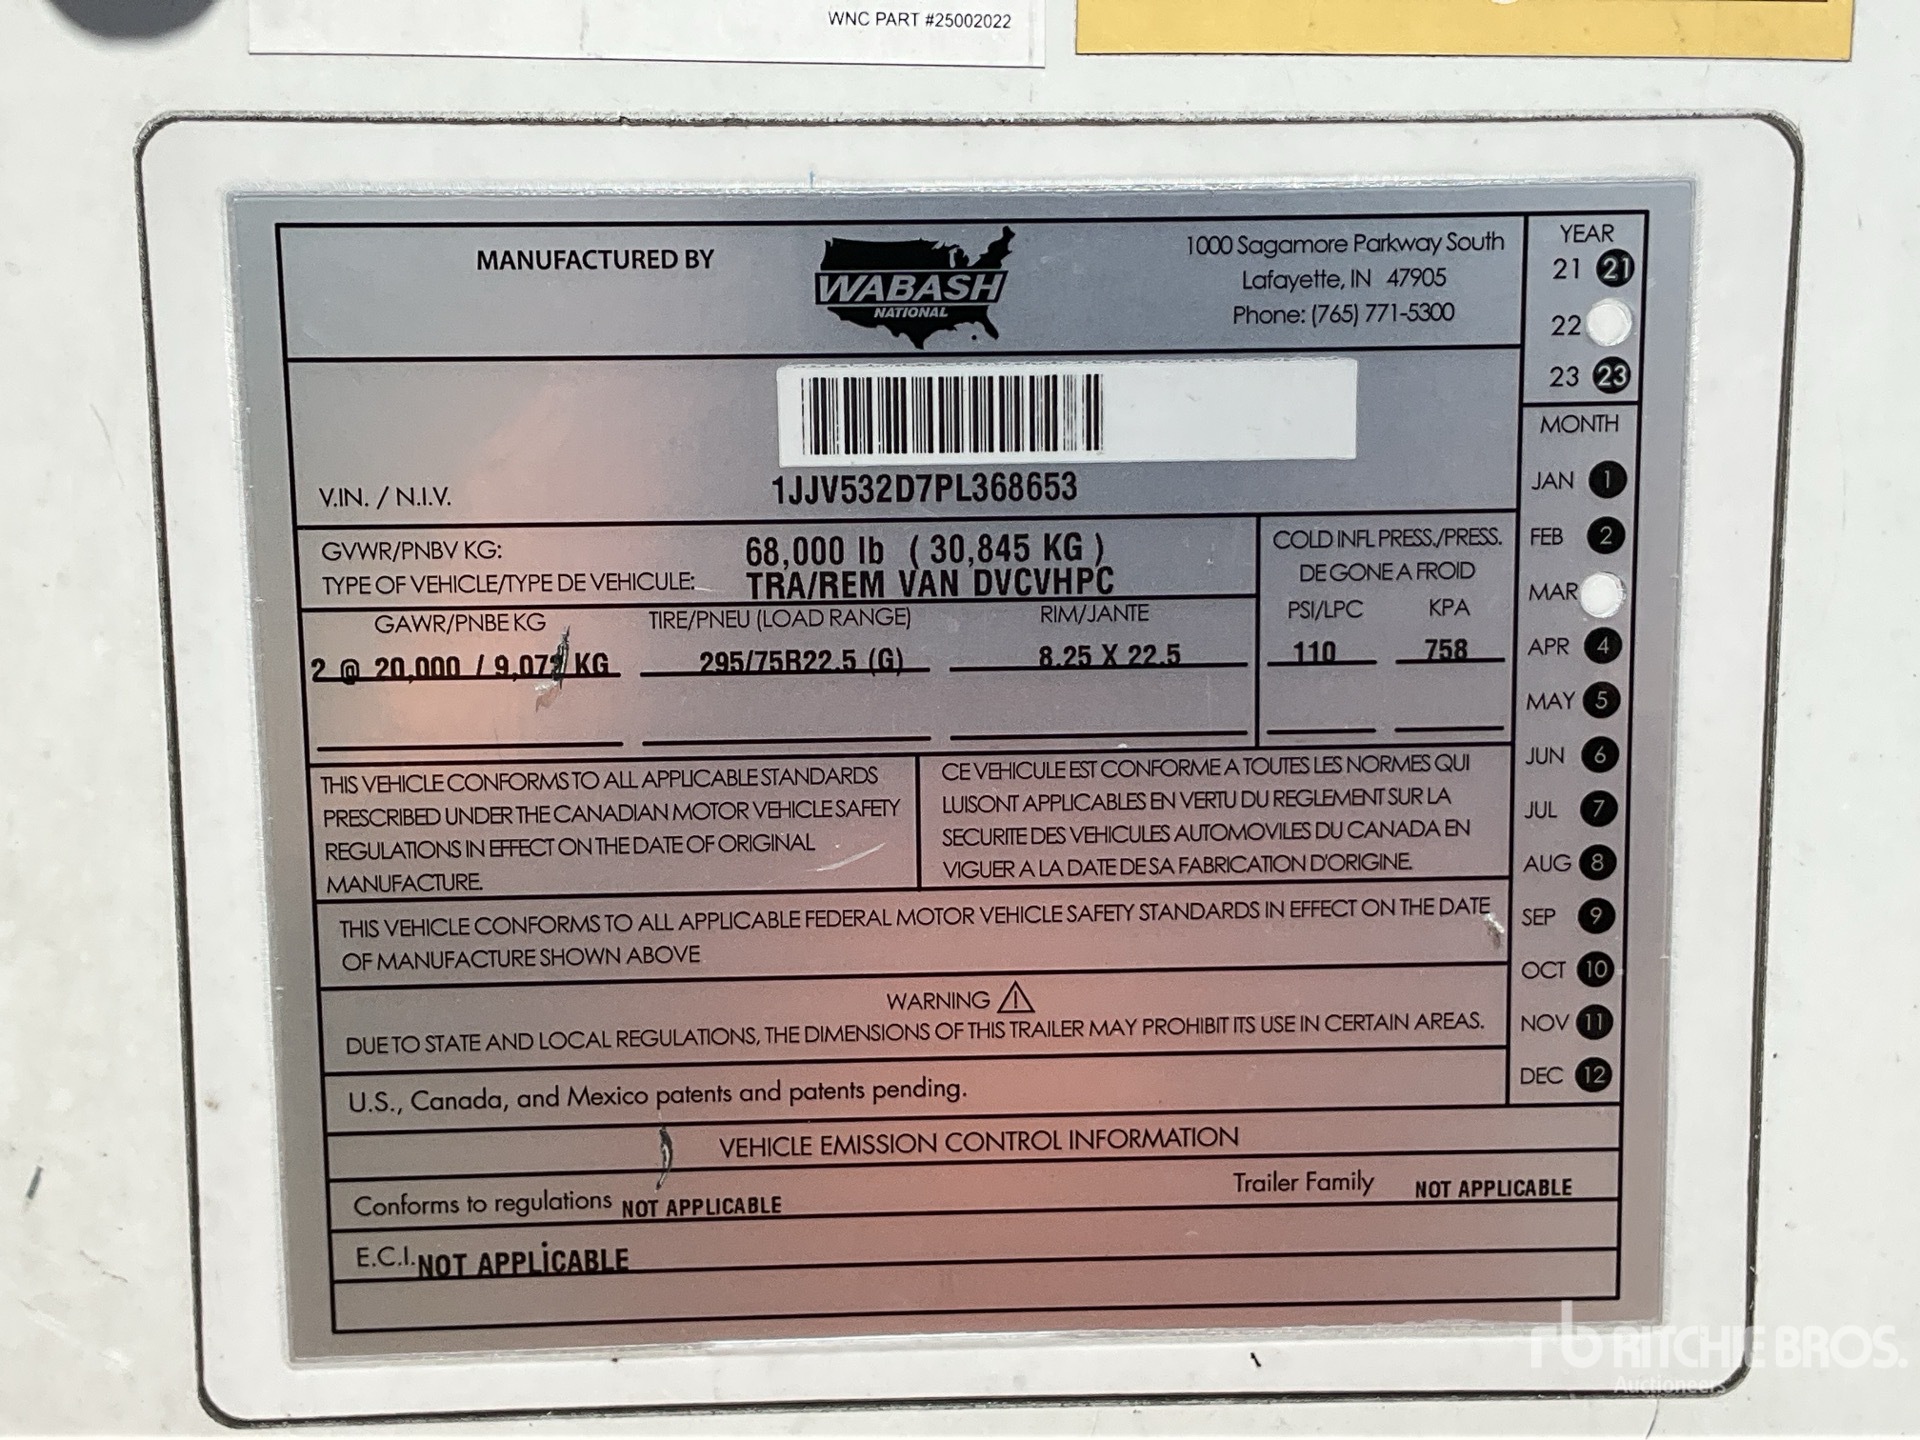 WNC PART #25002022
MANUFACTURED BY
WABASH
NATIONAL
1000 Sagamore Parkway South
Lafayette, IN 47905
Phone: (765) 771-5300
YEAR
21 21
22
23 23
V.IN. / N.I.V.
1JJV532D7PL368653
GVWR/PNBV KG:
68,000 lb ( 30,845 KG )
TYPE OF VEHICLE/TYPE DE VEHICULE:
TRA/REM VAN DVCVHPC
COLD INFL PRESS./PRESS.
DE GONE A FROID
PSI/LPC KPA
GAWR/PNBE KG TIRE/PNEU (LOAD RANGE) RIM/JANTE
2 @ 20,000 / 9,072 KG 295/75R22.5 (G) 8.25 X 22.5 110 758
MONTH
JAN 1
FEB 2
MAR
APR 4
MAY 5
JUN 6
JUL 7
AUG 8
SEP 9
OCT 10
NOV 11
DEC 12
THIS VEHICLE CONFORMS TO ALL APPLICABLE STANDARDS
PRESCRIBED UNDER THE CANADIAN MOTOR VEHICLE SAFETY
REGULATIONS IN EFFECT ON THE DATE OF ORIGINAL
MANUFACTURE.
CE VEHICULE EST CONFORME A TOUTES LES NORMES QUI
LUISONT APPLICABLES EN VERTU DU REGLEMENT SUR LA
SECURITE DES VEHICULES AUTOMOVILES DU CANADA EN
VIGUER A LA DATE DE SA FABRICATION D'ORIGINE.
THIS VEHICLE CONFORMS TO ALL APPLICABLE FEDERAL MOTOR VEHICLE SAFETY STANDARDS IN EFFECT ON THE DATE
OF MANUFACTURE SHOWN ABOVE
WARNING
DUE TO STATE AND LOCAL REGULATIONS, THE DIMENSIONS OF THIS TRAILER MAY PROHIBIT ITS USE IN CERTAIN AREAS.
U.S., Canada, and Mexico patents and patents pending.
VEHICLE EMISSION CONTROL INFORMATION
Conforms to regulations NOT APPLICABLE
Trailer Family NOT APPLICABLE
E.C.I. NOT APPLiCABLE
rb RITCHIE BROS.
Auctioneers